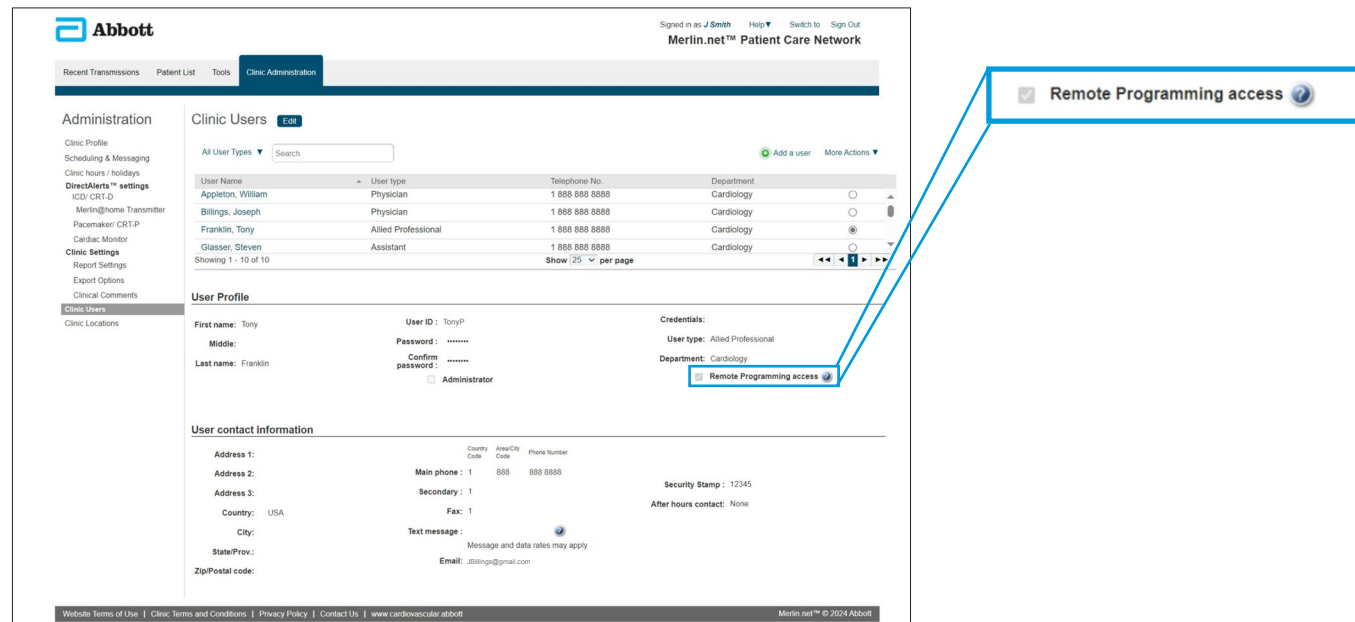 Abbott
Signed in as J Smith Help▼ Switch to Sign Out
Merlin.net™ Patient Care Network
Recent Transmissions Patient List Tools Clinic Administration
Remote Programming access
Administration
Clinic Profile
Scheduling & Messaging
Clinic hours / holidays
DirectAlerts™ settings
ICD/ CRT-D
Merlin@home Transmitter
Pacemaker/ CRT-P
Cardiac Monitor
Clinic Settings
Report Settings
Export Options
Clinical Comments
Clinic Users
Clinic Locations
Clinic Users Edit
All User Types ▼ Search Add a user More Actions ▼
User Name User type Telephone No. Department
Appleton, William Physician 1 888 888 8888 Cardiology
Billings, Joseph Physician 1 888 888 8888 Cardiology
Franklin, Tony Allied Professional 1 888 888 8888 Cardiology
Glasser, Steven Assistant 1 888 888 8888 Cardiology
Showing 1 - 10 of 10 Show 25 per page 1
User Profile
First name: Tony User ID : TonyP Credentials:
Middle: Password : •••••••• User type: Allied Professional
Last name: Franklin Confirm password : •••••••• Department: Cardiology
Administrator Remote Programming access
User contact information
Country Code Area/City Code Phone Number
Address 1:
Address 2: Main phone : 1 888 888 8888
Address 3: Secondary : 1 Security Stamp : 12345
Country: USA Fax: 1 After hours contact: None
City: Text message :
State/Prov.: Message and data rates may apply
Zip/Postal code: Email: JBillings@gmail.com
Website Terms of Use | Clinic Terms and Conditions | Privacy Policy | Contact Us | www.cardiovascular.abbott Merlin.net™ © 2024 Abbott